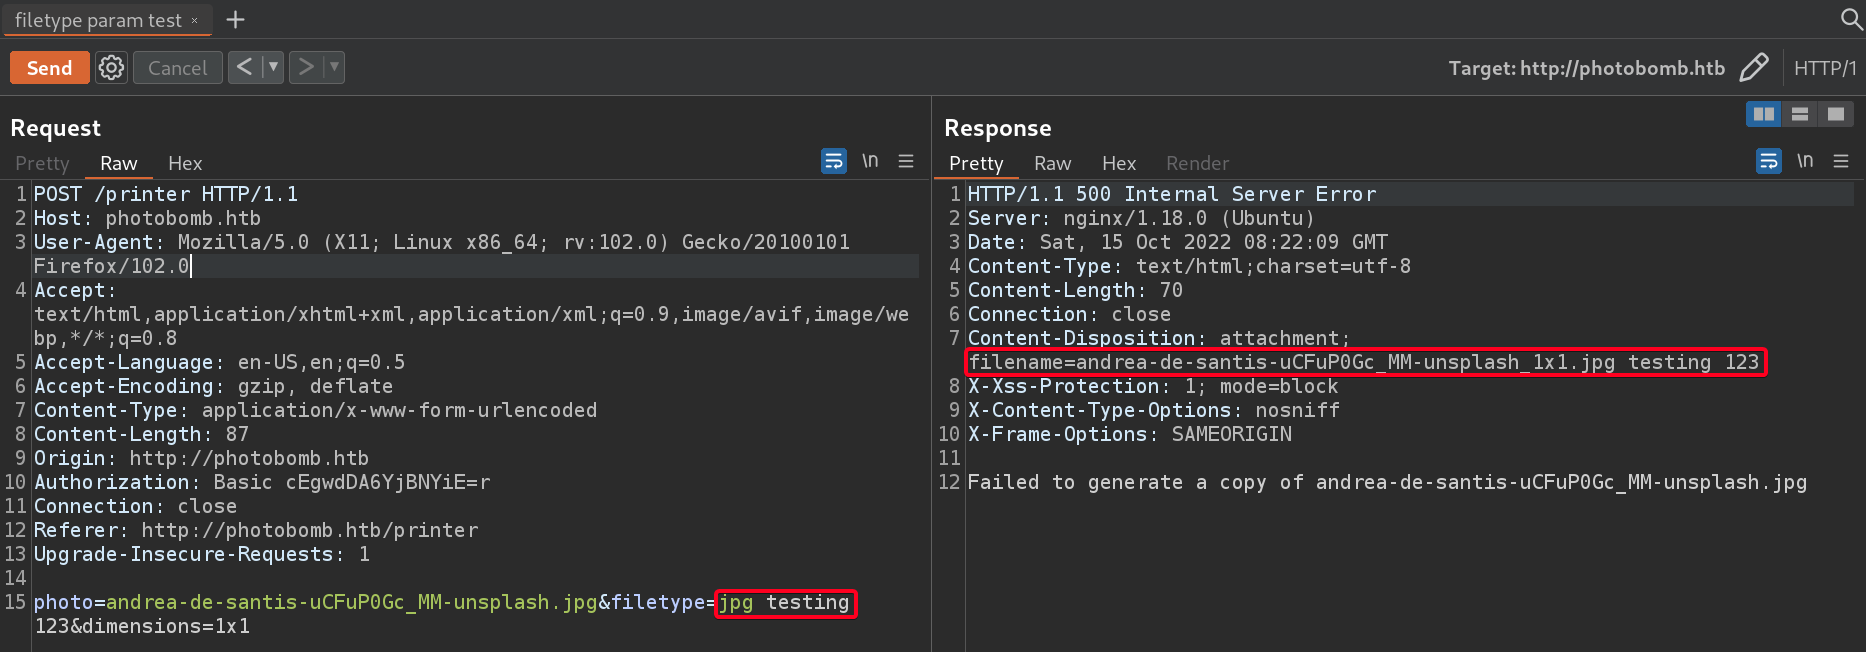 filetype param test ×  +
Send  Cancel  <  >  Target: http://photobomb.htb  HTTP/1
Request
Pretty  Raw  Hex  \n
1 POST /printer HTTP/1.1
2 Host: photobomb.htb
3 User-Agent: Mozilla/5.0 (X11; Linux x86_64; rv:102.0) Gecko/20100101
Firefox/102.0
4 Accept:
text/html,application/xhtml+xml,application/xml;q=0.9,image/avif,image/we
bp,*/*;q=0.8
5 Accept-Language: en-US,en;q=0.5
6 Accept-Encoding: gzip, deflate
7 Content-Type: application/x-www-form-urlencoded
8 Content-Length: 87
9 Origin: http://photobomb.htb
10 Authorization: Basic cEgwdDA6YjBNYiE=r
11 Connection: close
12 Referer: http://photobomb.htb/printer
13 Upgrade-Insecure-Requests: 1
14
15 photo=andrea-de-santis-uCFuP0Gc_MM-unsplash.jpg&filetype=jpg testing
123&dimensions=1x1
Response
Pretty  Raw  Hex  Render  \n
1 HTTP/1.1 500 Internal Server Error
2 Server: nginx/1.18.0 (Ubuntu)
3 Date: Sat, 15 Oct 2022 08:22:09 GMT
4 Content-Type: text/html;charset=utf-8
5 Content-Length: 70
6 Connection: close
7 Content-Disposition: attachment;
filename=andrea-de-santis-uCFuP0Gc_MM-unsplash_1x1.jpg testing 123
8 X-Xss-Protection: 1; mode=block
9 X-Content-Type-Options: nosniff
10 X-Frame-Options: SAMEORIGIN
11
12 Failed to generate a copy of andrea-de-santis-uCFuP0Gc_MM-unsplash.jpg